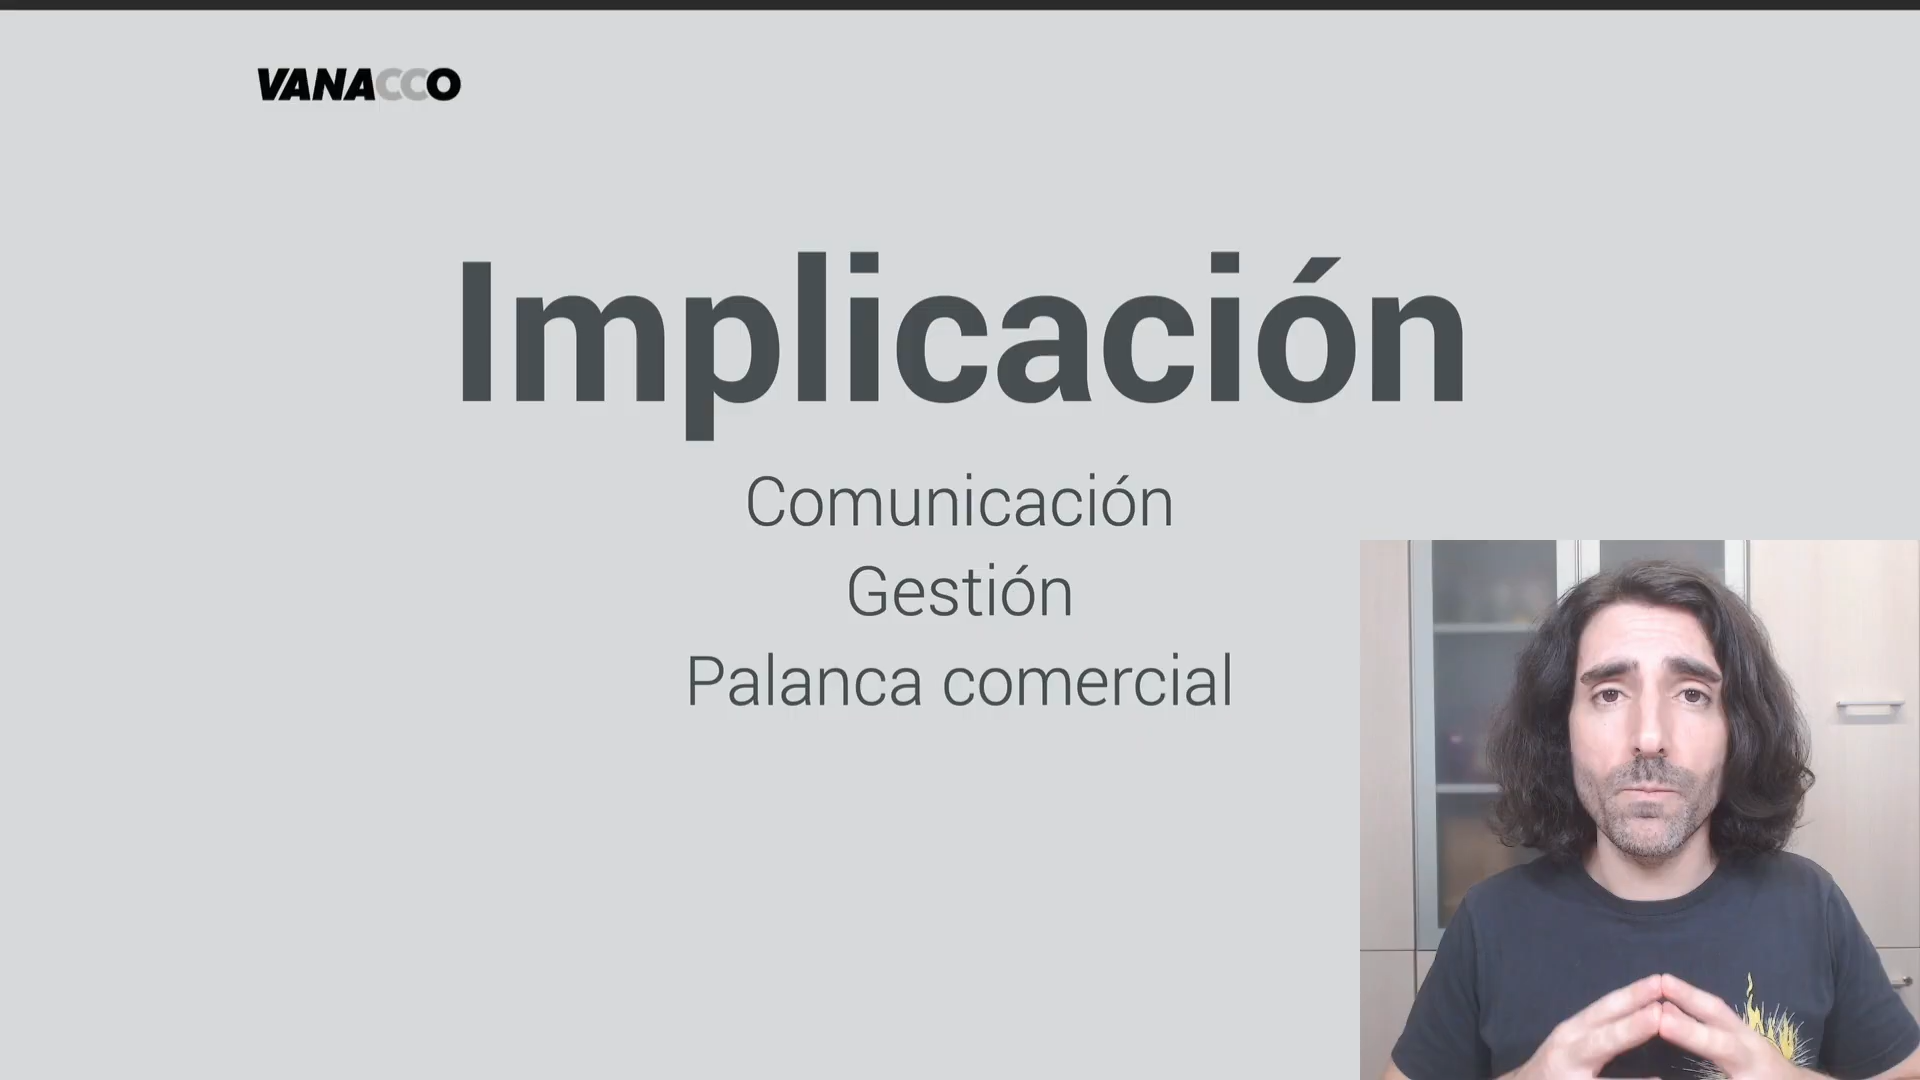 VANACCO
Implicación
Comunicación
Gestión
Palanca comercial